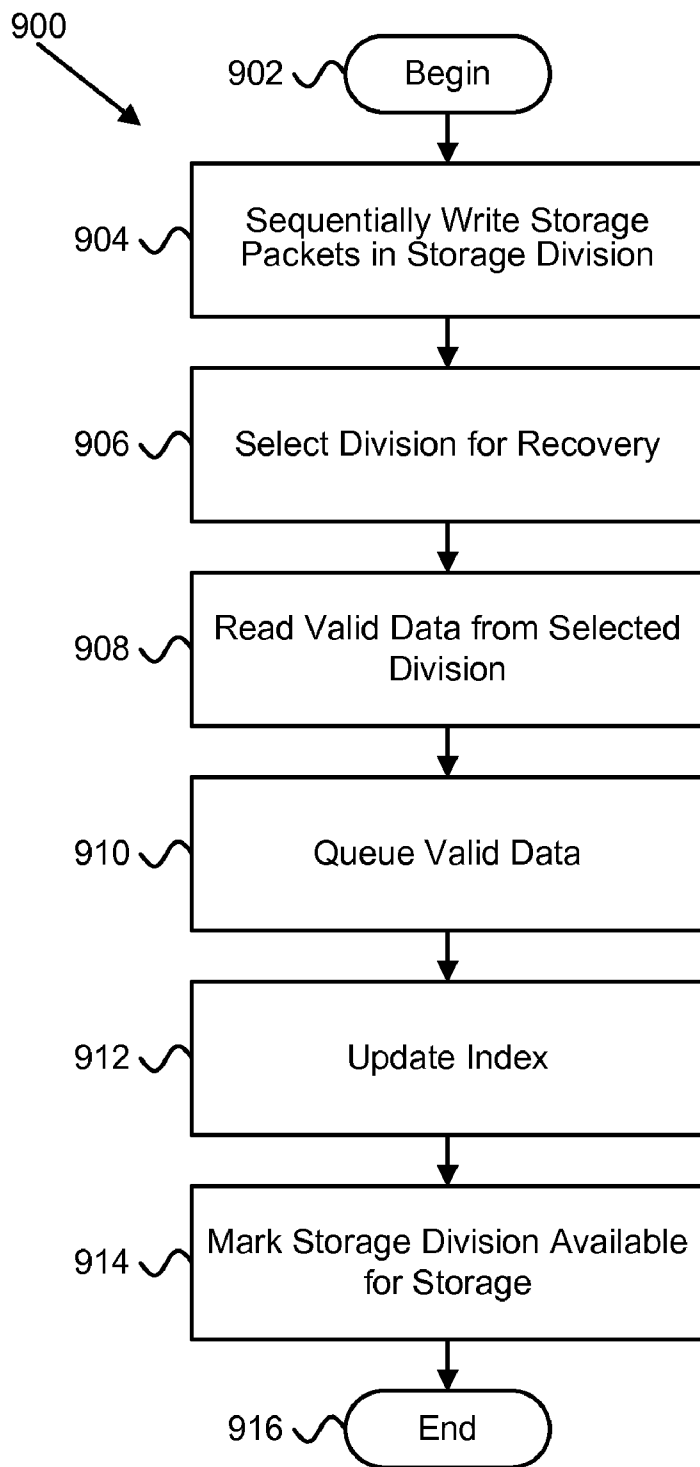 900
902 Begin
904 Sequentially Write Storage
Packets in Storage Division
906 Select Division for Recovery
908 Read Valid Data from Selected
Division
910 Queue Valid Data
912 Update Index
914 Mark Storage Division Available
for Storage
916 End